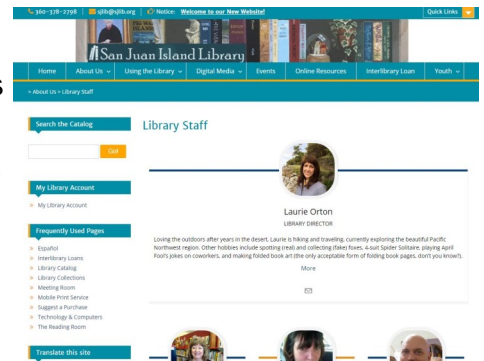 360-378-2798 sjlib@sjlib.org Notice: Welcome to our New Website! Quick Links
San Juan Island Library
Home About Us Using the Library Digital Media Events Online Resources Interlibrary Loan Youth
> About Us > Library Staff
s
Search the Catalog
Library Staff
Go!
My Library Account
My Library Account
Laurie Orton
LIBRARY DIRECTOR
Frequently Used Pages
Loving the outdoors after years in the desert, Laurie is hiking and traveling, currently exploring the beautiful Pacific
Northwest region. Other hobbies include spotting (real) and collecting (fake) foxes, 4-suit Spider Solitaire, playing April
Fool's jokes on coworkers, and making folded book art (the only acceptable form of folding book pages, don't you know?).
Español
Interlibrary Loans
Library Catalog
Library Collections
Meeting Room
Mobile Print Service
Suggest a Purchase
Technology & Computers
The Reading Room
More
Translate this site